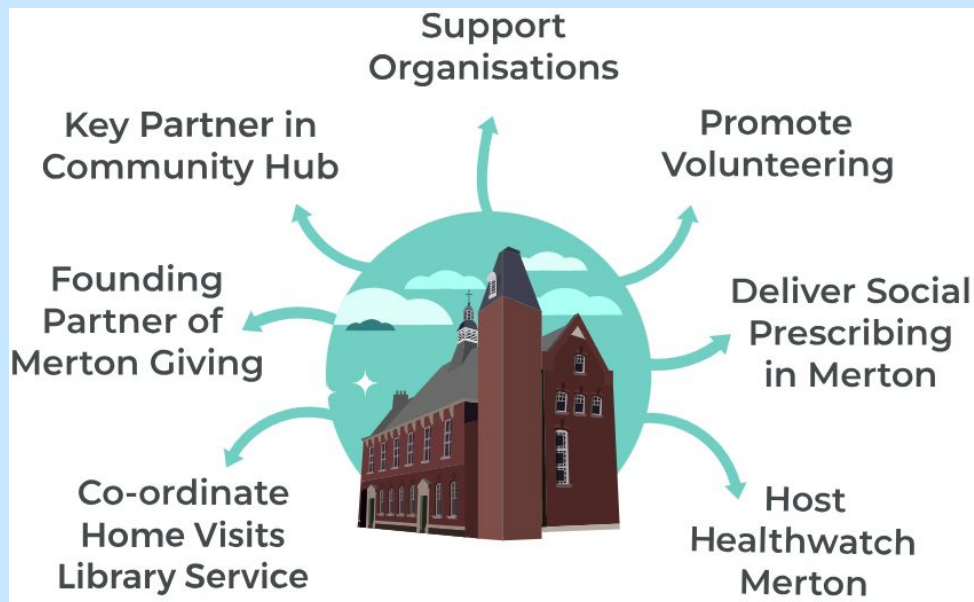 Support
Organisations
Key Partner in
Community Hub
Promote
Volunteering
Founding
Partner of
Merton Giving
Deliver Social
Prescribing
in Merton
Co-ordinate
Home Visits
Library Service
Host
Healthwatch
Merton